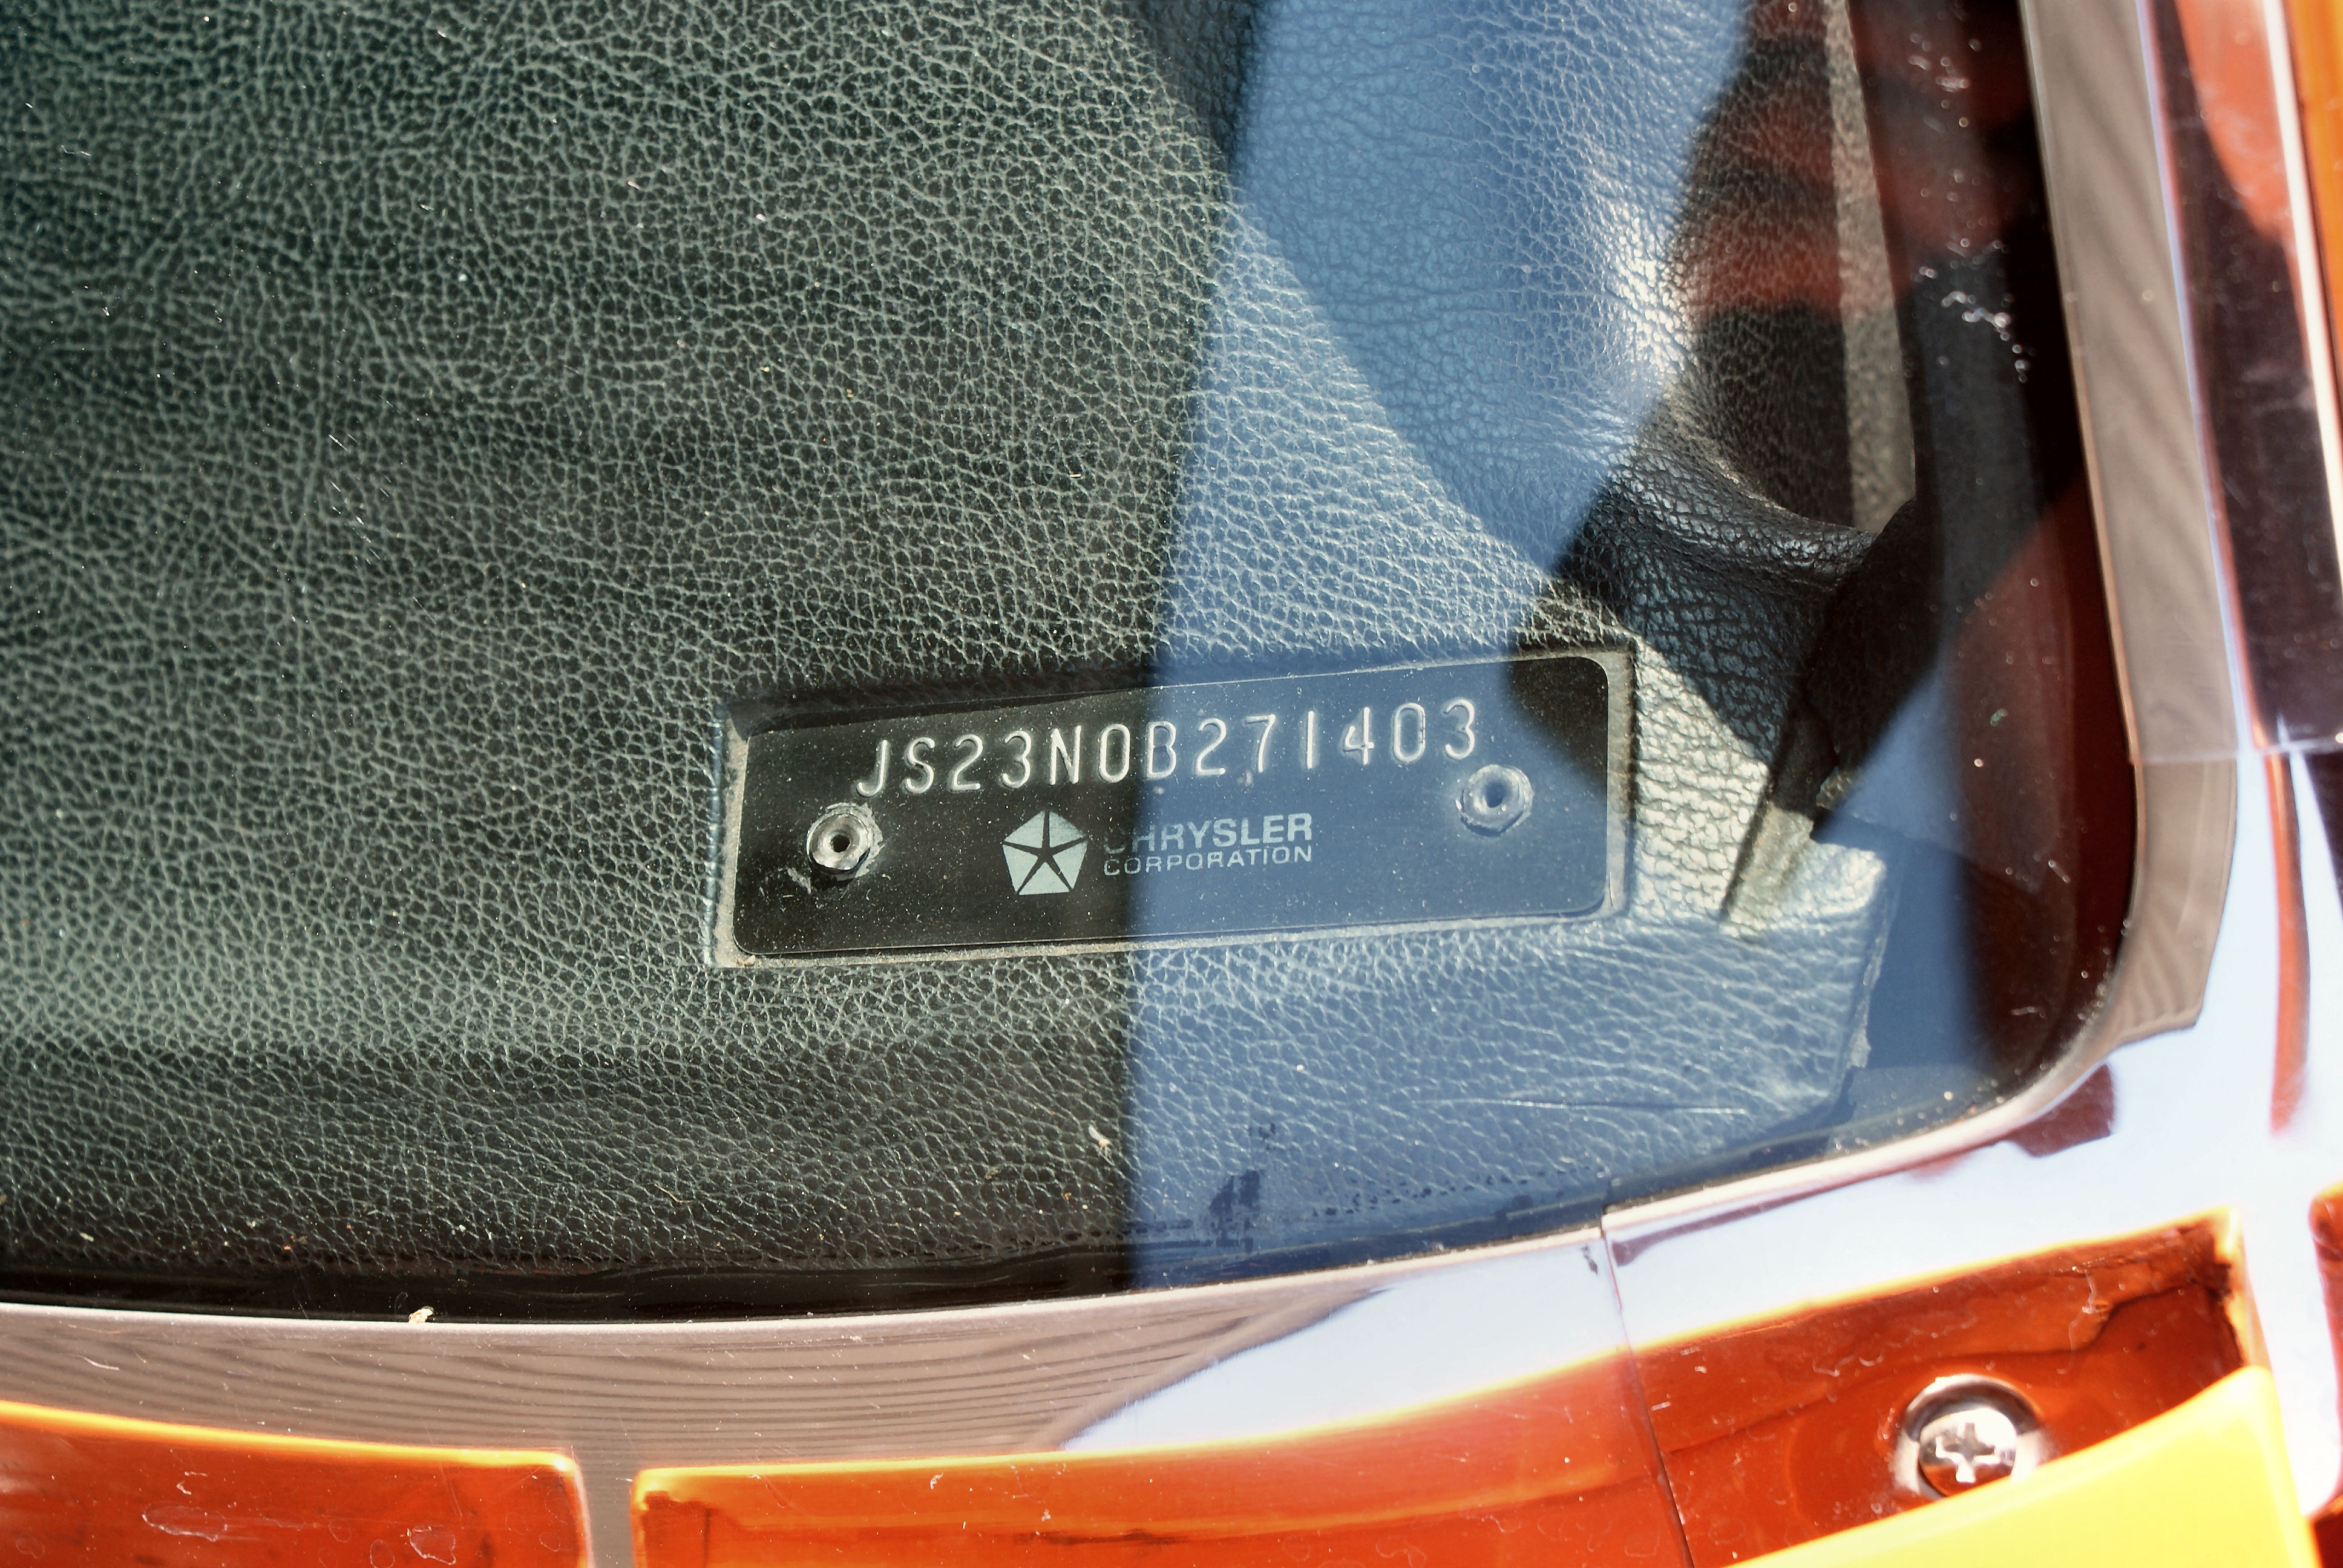 JS23N0B271403
CHRYSLER
CORPORATION